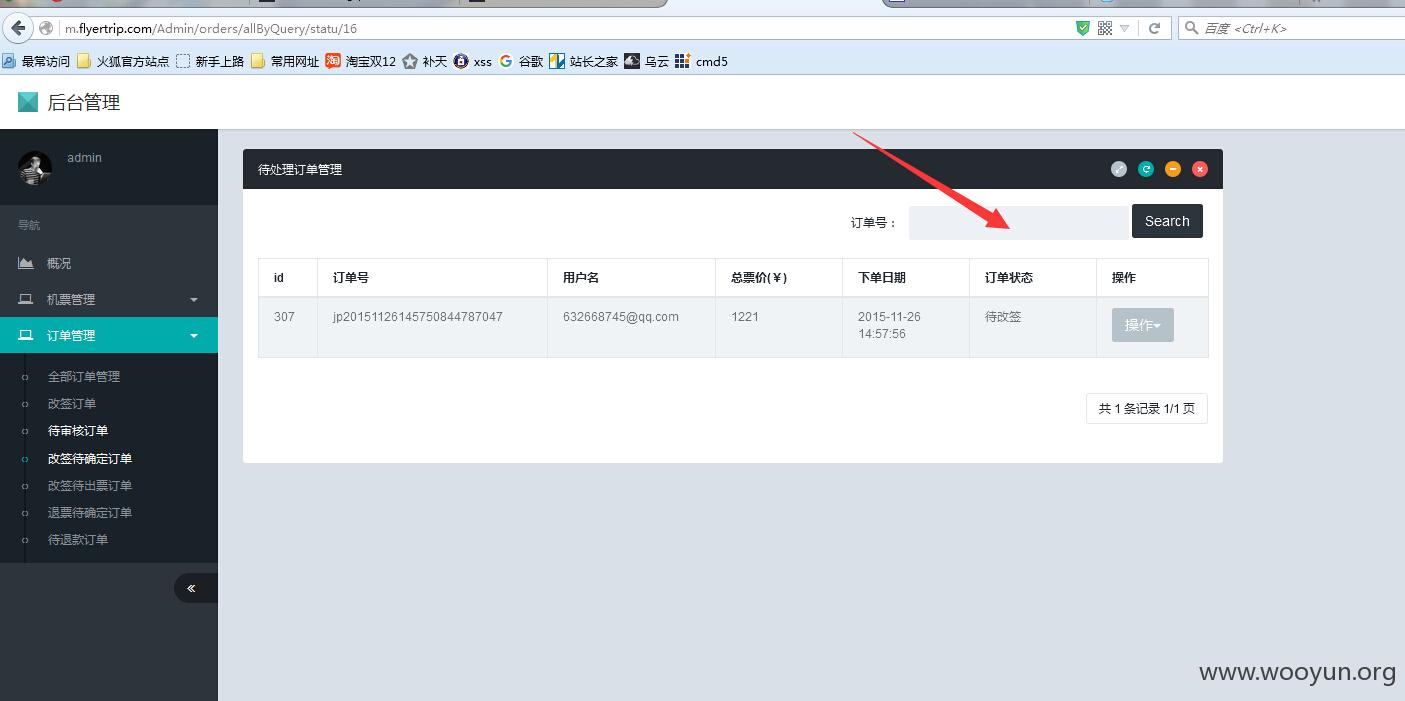 m.flyertrip.com/Admin/orders/allByQuery/statu/16
百度 <Ctrl+K>
最常访问 火狐官方站点 新手上路 常用网址 淘宝双12 补天 xss 谷歌 站长之家 乌云 cmd5
后台管理
admin
导航
概况
机票管理
订单管理
全部订单管理
改签订单
待审核订单
改签待确定订单
改签待出票订单
退票待确定订单
待退款订单
«
待处理订单管理
订单号： Search
id 订单号 用户名 总票价(￥) 下单日期 订单状态 操作
307 jp20151126145750844787047 632668745@qq.com 1221 2015-11-26 待改签 操作
14:57:56
共 1 条记录 1/1 页
www.wooyun.org